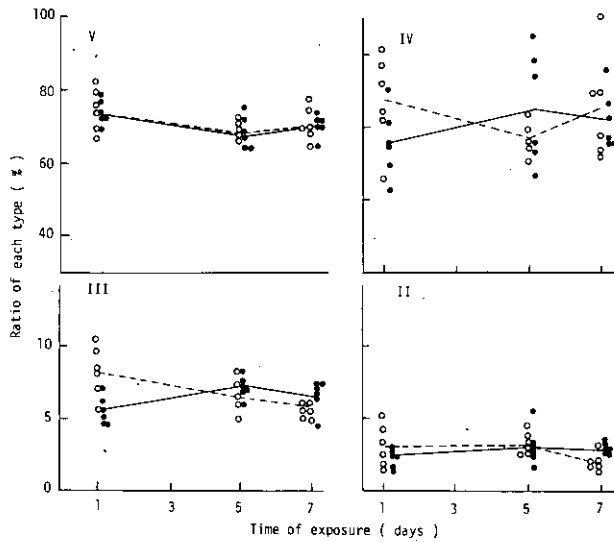 V
IV
100
80
60
40
Ratio of each type ( % )
III
II
10
5
0
1 3 5 7
1 3 5 7
Time of exposure ( days )